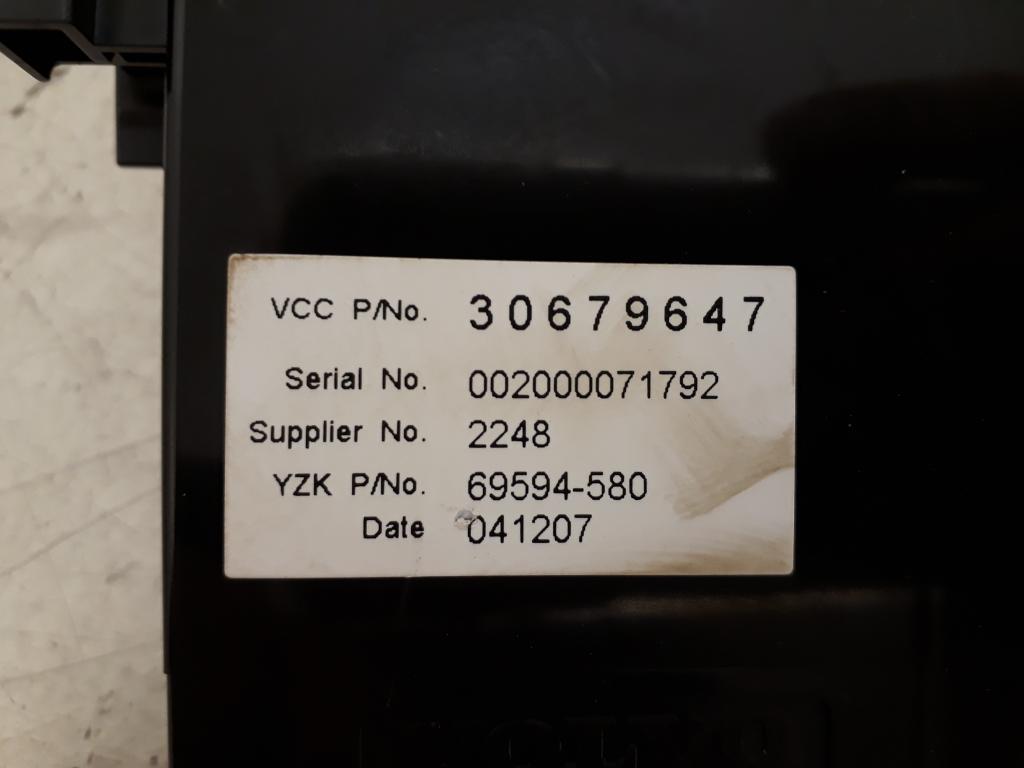 VCC P/No. 30679647
Serial No. 002000071792
Supplier No. 2248
YZK P/No. 69594-580
Date 041207